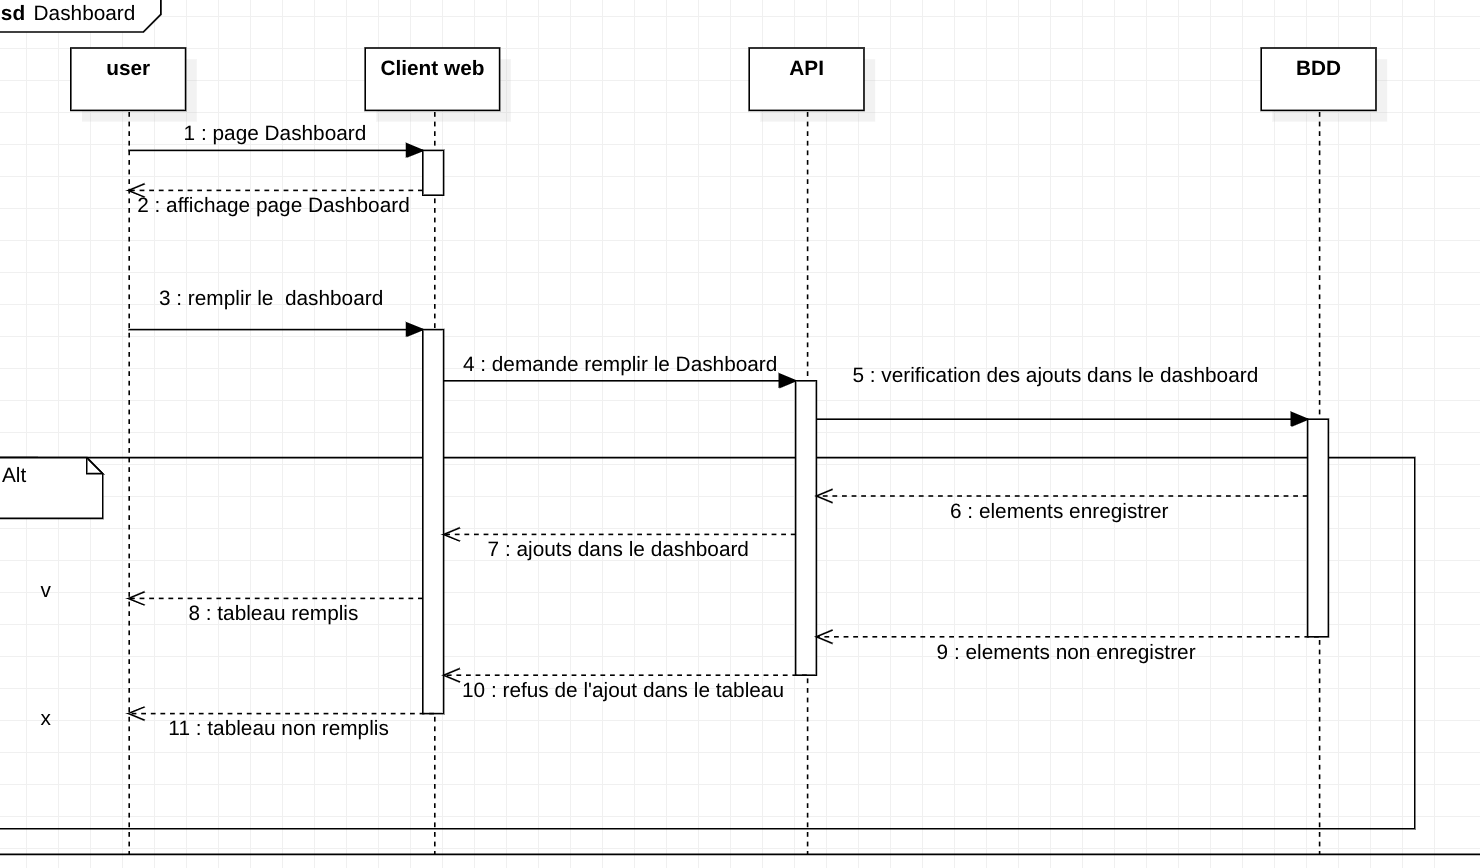 sd Dashboard
user
Client web
API
BDD
1 : page Dashboard
2 : affichage page Dashboard
3 : remplir le  dashboard
4 : demande remplir le Dashboard
5 : verification des ajouts dans le dashboard
Alt
6 : elements enregistrer
7 : ajouts dans le dashboard
v
8 : tableau remplis
9 : elements non enregistrer
10 : refus de l'ajout dans le tableau
x
11 : tableau non remplis